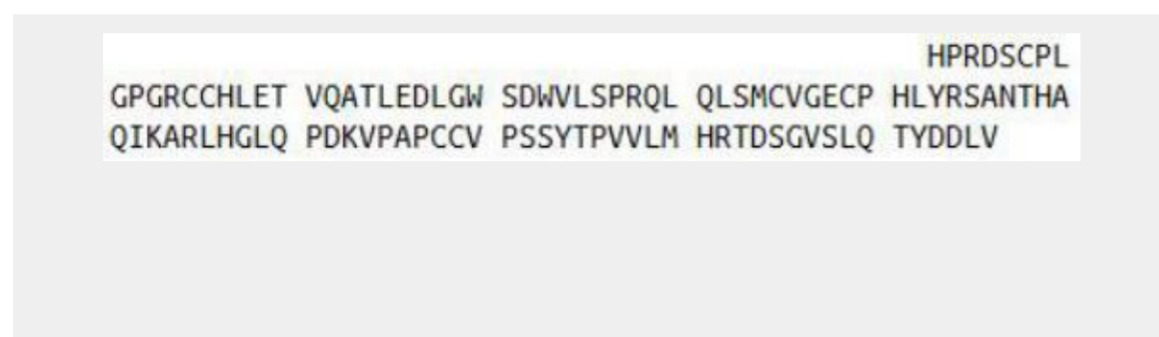 HPRDSCPL
GPGRCCHLET VQATLEDLGW SDWVLSPRQL QLSMCVGECP HLYRSANTHA
QIKARLHGLQ PDKVPAPCCV PSSYTPVVLM HRTDSGVSLQ TYDDLV